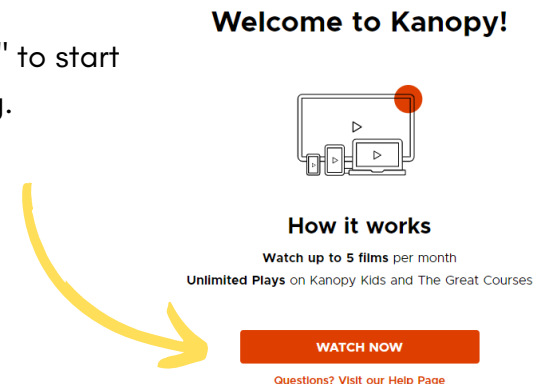 Welcome to Kanopy!
" to start
.
How it works
Watch up to 5 films per month
Unlimited Plays on Kanopy Kids and The Great Courses
WATCH NOW
Questions? Visit our Help Page